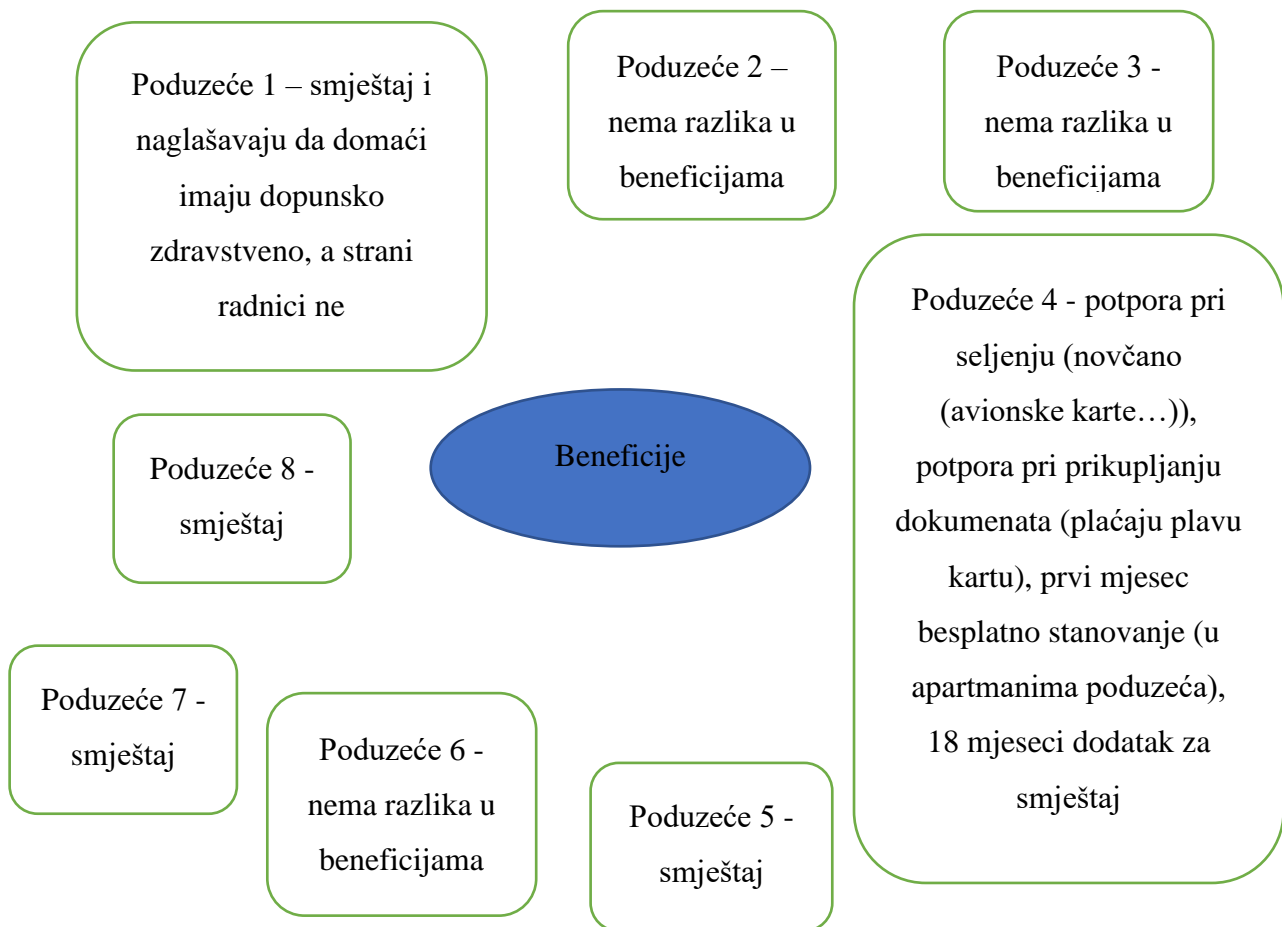 Poduzeće 1 – smještaj i
naglašavaju da domaći
imaju dopunsko
zdravstveno, a strani
radnici ne
Poduzeće 2 –
nema razlika u
beneficijama
Poduzeće 3 -
nema razlika u
beneficijama
Poduzeće 4 - potpora pri
seljenju (novčano
(avionske karte…)),
potpora pri prikupljanju
dokumenata (plaćaju plavu
kartu), prvi mjesec
besplatno stanovanje (u
apartmanima poduzeća),
18 mjeseci dodatak za
smještaj
Beneficije
Poduzeće 8 -
smještaj
Poduzeće 7 -
smještaj
Poduzeće 6 -
nema razlika u
beneficijama
Poduzeće 5 -
smještaj